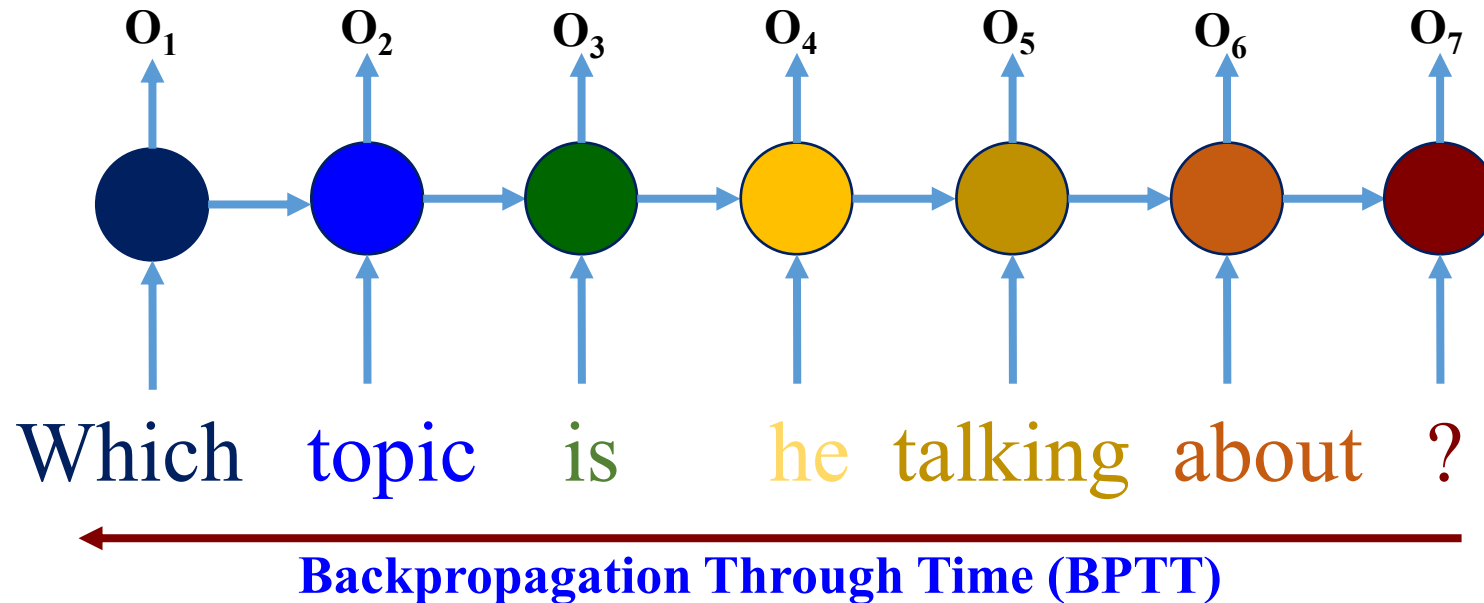 O₁ O₂ O₃ O₄ O₅ O₆ O₇
Which topic is he talking about ?
Backpropagation Through Time (BPTT)